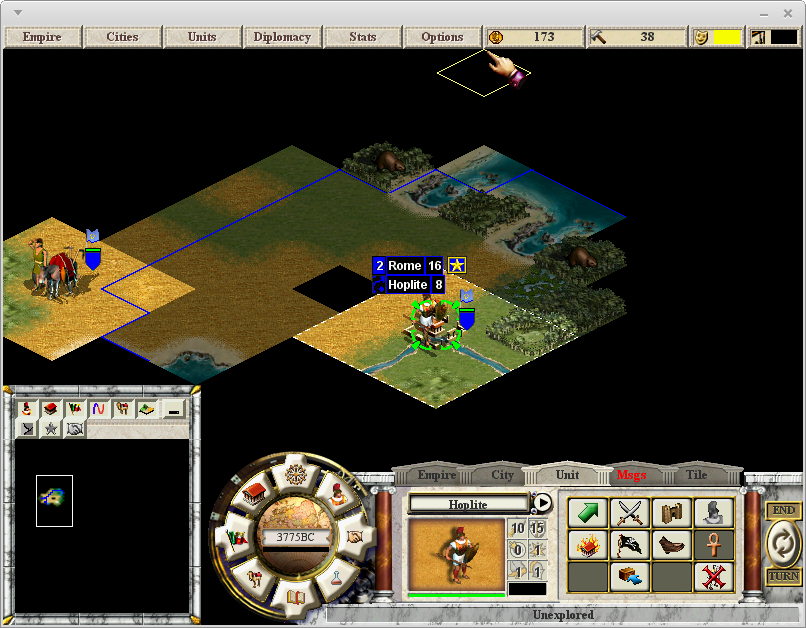 Empire Cities Units Diplomacy Stats Options 173 38
2 Rome 16
Hoplite 8
Empire City Unit Msgs Tile
Hoplite
10 15
0 1
1 1
3775BC
END
TURN
Unexplored